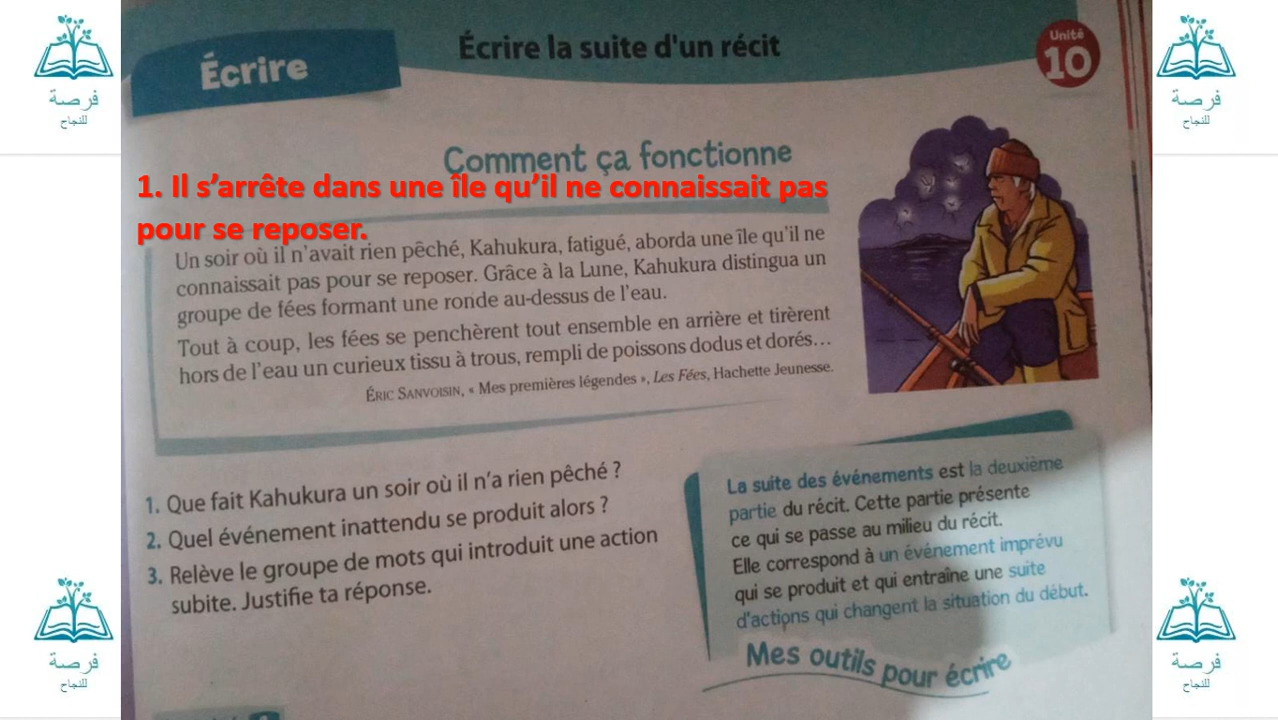 فرصة
للنجاح
فرصة
للنجاح
Écrire
Écrire la suite d'un récit
Unité
10
Comment ça fonctionne
1. Il s’arrête dans une île qu’il ne connaissait pas
pour se reposer.
Un soir où il n’avait rien pêché, Kahukura, fatigué, aborda une île qu’il ne
connaissait pas pour se reposer. Grâce à la Lune, Kahukura distingua un
groupe de fées formant une ronde au-dessus de l’eau.
Tout à coup, les fées se penchèrent tout ensemble en arrière et tirèrent
hors de l’eau un curieux tissu à trous, rempli de poissons dodus et dorés…
ÉRIC SANVOISIN, « Mes premières légendes », Les Fées, Hachette Jeunesse.
1. Que fait Kahukura un soir où il n’a rien pêché ?
2. Quel événement inattendu se produit alors ?
3. Relève le groupe de mots qui introduit une action
subite. Justifie ta réponse.
La suite des événements est la deuxième
partie du récit. Cette partie présente
ce qui se passe au milieu du récit.
Elle correspond à un événement imprévu
qui se produit et qui entraîne une suite
d'actions qui changent la situation du début.
Mes outils pour écrire
فرصة
للنجاح
فرصة
للنجاح